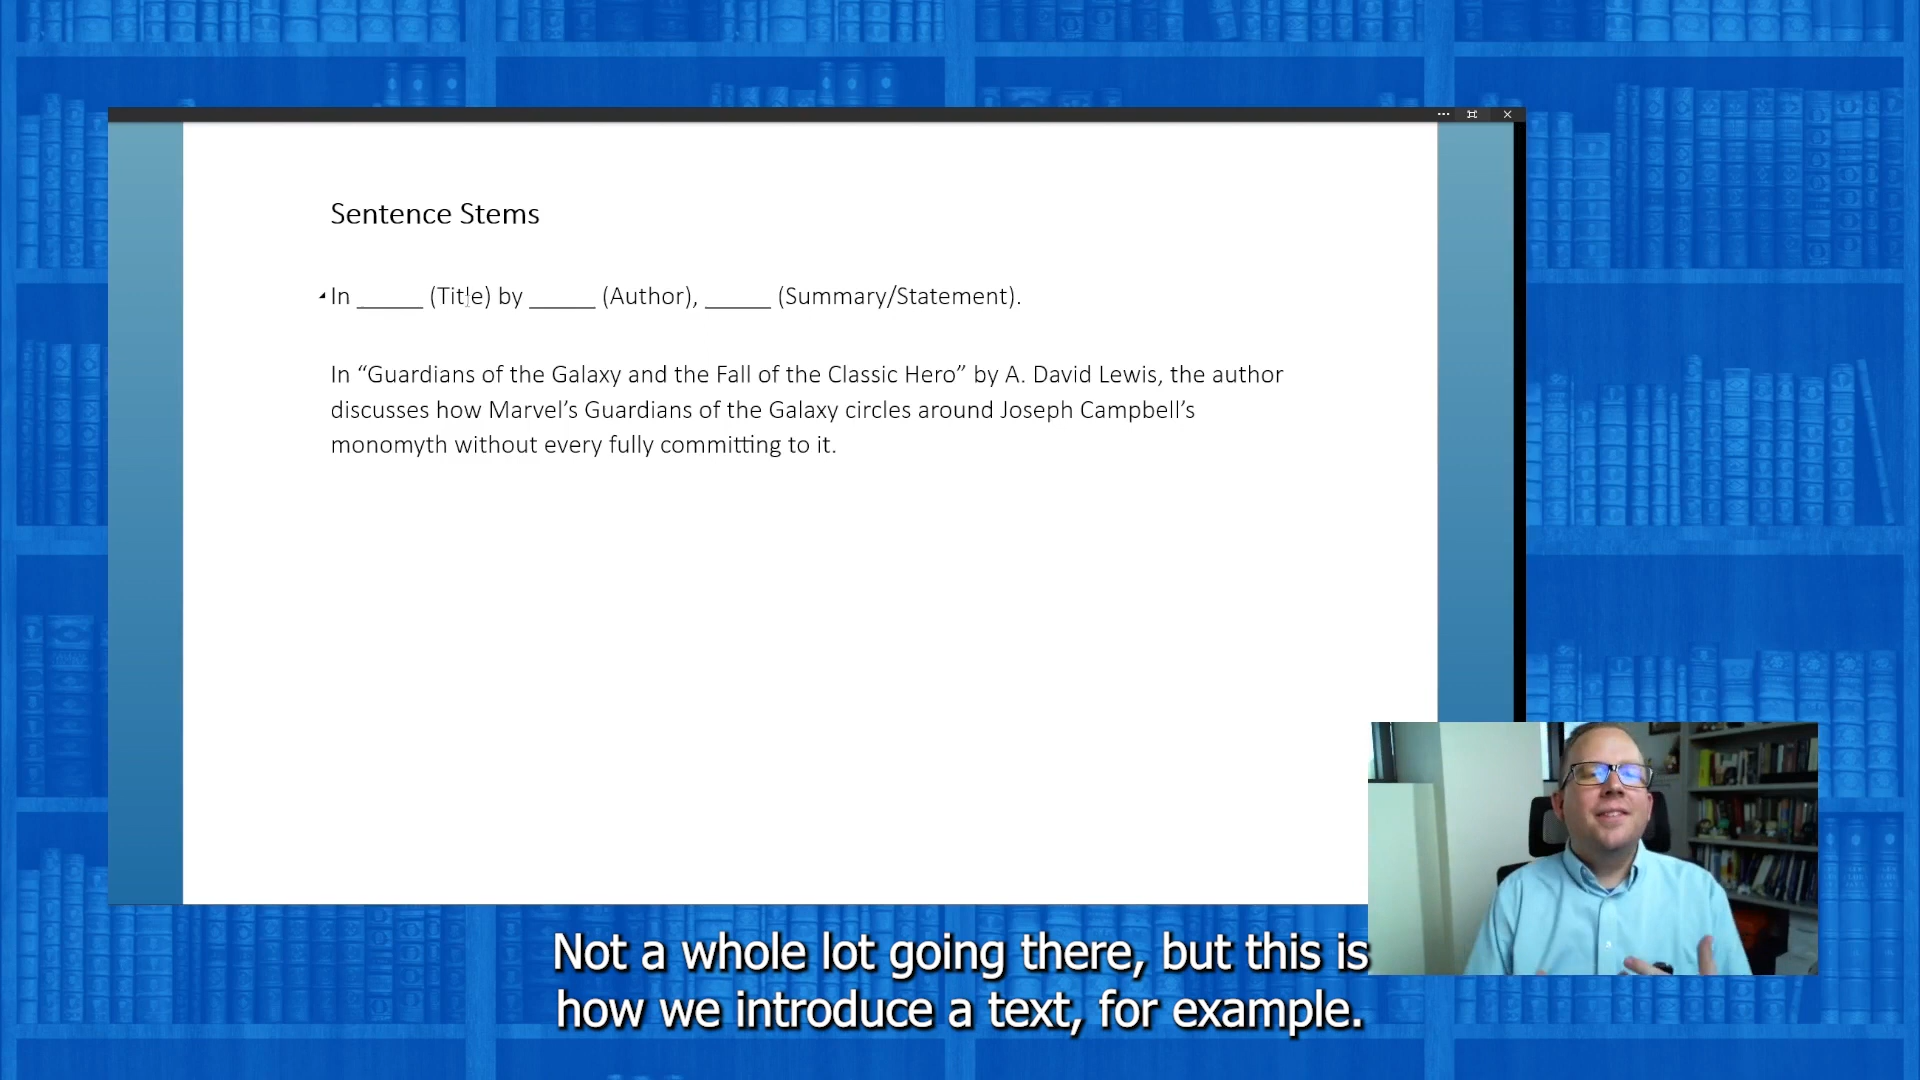 Sentence Stems
In ______ (Title) by ______ (Author), ______ (Summary/Statement).
In “Guardians of the Galaxy and the Fall of the Classic Hero” by A. David Lewis, the author
discusses how Marvel’s Guardians of the Galaxy circles around Joseph Campbell’s
monomyth without every fully committing to it.
Not a whole lot going there, but this is
how we introduce a text, for example.